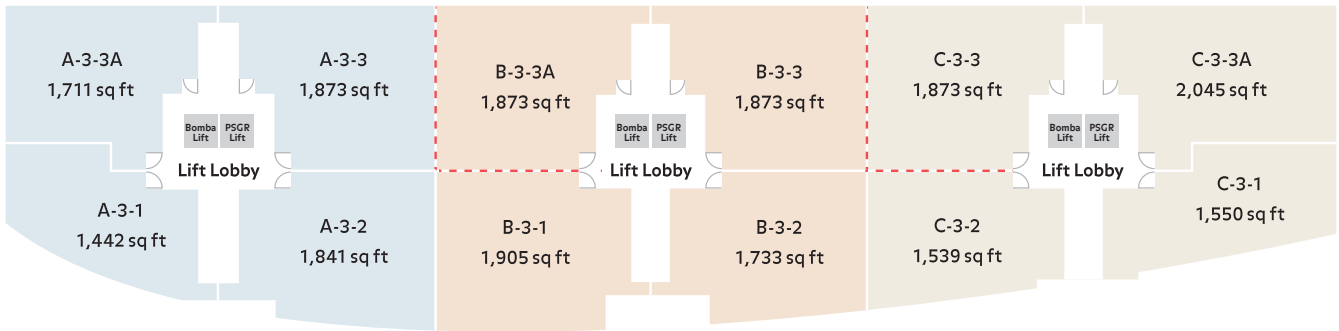 A-3-3A
1,711 sq ft
A-3-3
1,873 sq ft
Bomba Lift
PSGR Lift
Lift Lobby
A-3-1
1,442 sq ft
A-3-2
1,841 sq ft
B-3-3A
1,873 sq ft
B-3-3
1,873 sq ft
Bomba Lift
PSGR Lift
Lift Lobby
B-3-1
1,905 sq ft
B-3-2
1,733 sq ft
C-3-3
1,873 sq ft
C-3-3A
2,045 sq ft
Bomba Lift
PSGR Lift
Lift Lobby
C-3-2
1,539 sq ft
C-3-1
1,550 sq ft